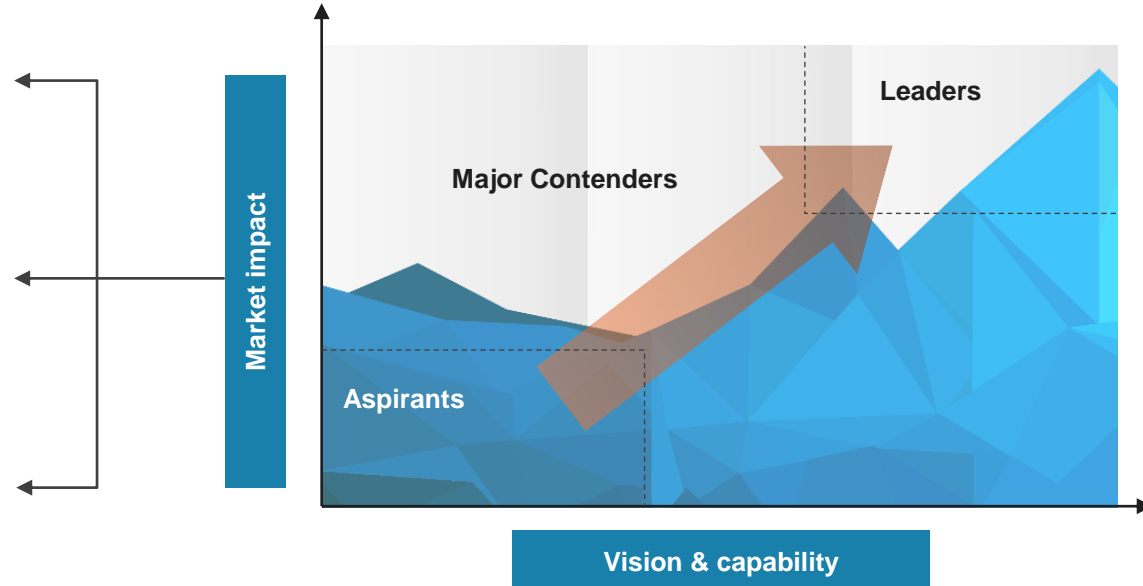 Leaders
Major Contenders
Market impact
Aspirants
Vision & capability